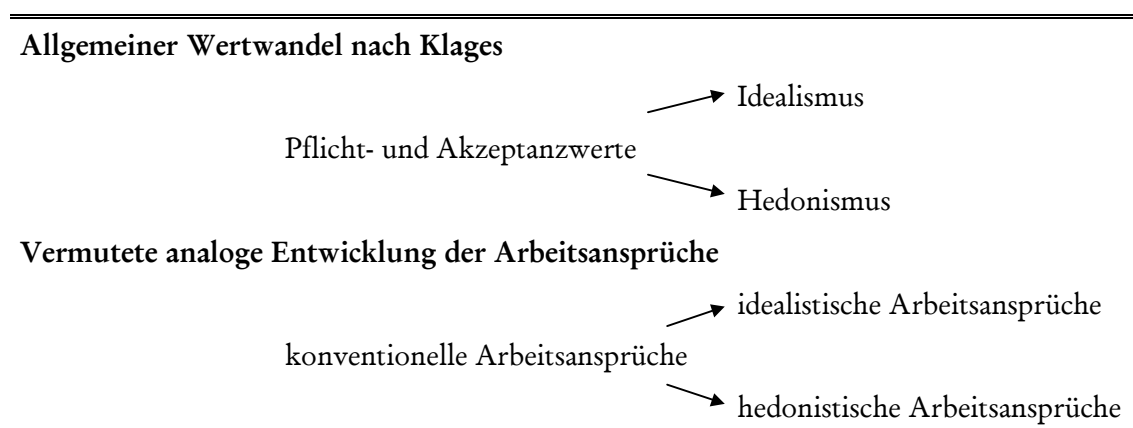 Allgemeiner Wertwandel nach Klages
Idealismus
Pflicht- und Akzeptanzwerte
Hedonismus
Vermutete analoge Entwicklung der Arbeitsansprüche
idealistische Arbeitsansprüche
konventionelle Arbeitsansprüche
hedonistische Arbeitsansprüche